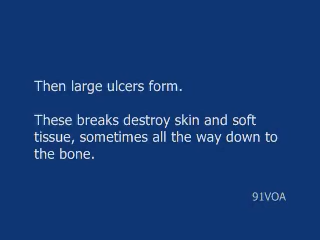 Then large ulcers form.
These breaks destroy skin and soft
tissue, sometimes all the way down to
the bone.
91VOA